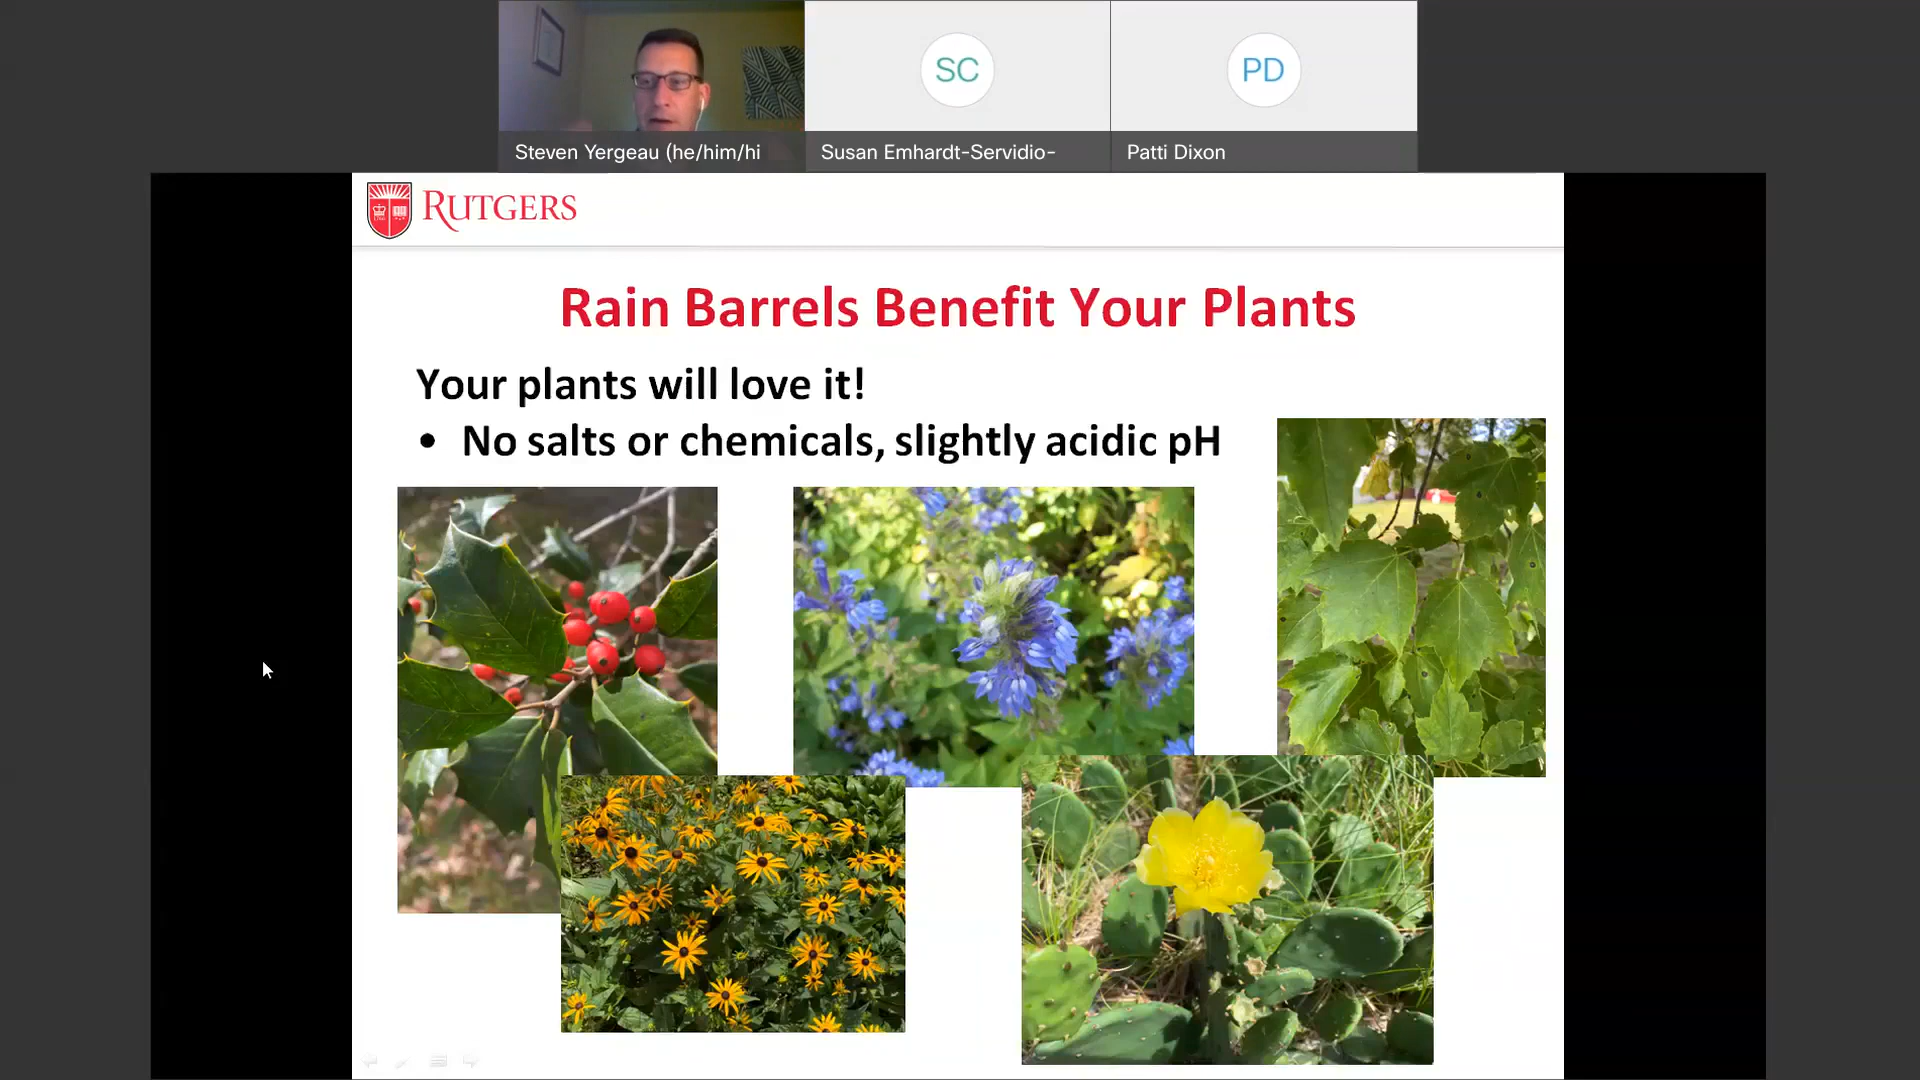 SC
PD
Steven Yergeau (he/him/hi
Susan Emhardt-Servidio-
Patti Dixon
RUTGERS
Rain Barrels Benefit Your Plants
Your plants will love it!
• No salts or chemicals, slightly acidic pH